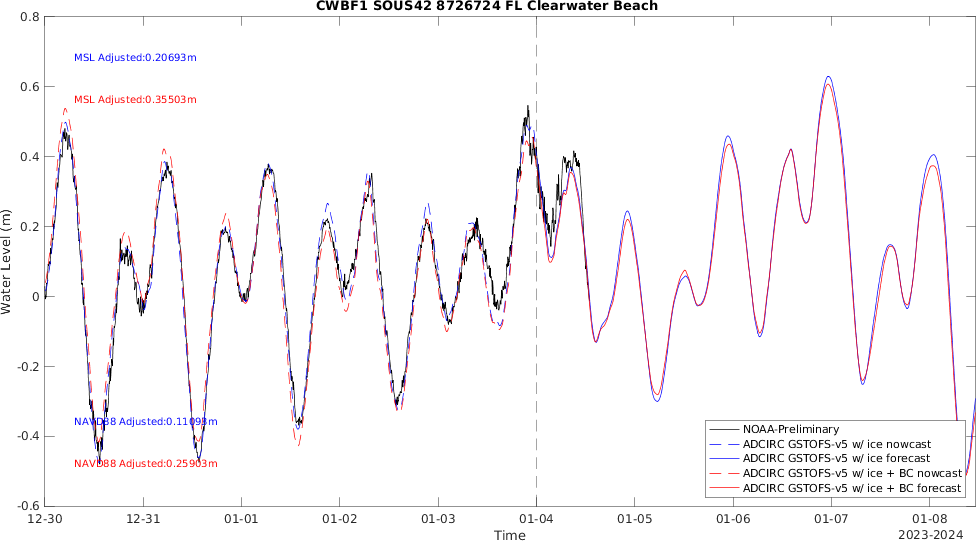 CWBF1 SOUS42 8726724 FL Clearwater Beach
0.8
0.6
0.4
0.2
0
-0.2
-0.4
-0.6
Water Level (m)
MSL Adjusted:0.20693m
MSL Adjusted:0.35503m
NAVD88 Adjusted:0.11093m
NAVD88 Adjusted:0.25903m
NOAA-Preliminary
ADCIRC GSTOFS-v5 w/ ice nowcast
ADCIRC GSTOFS-v5 w/ ice forecast
ADCIRC GSTOFS-v5 w/ ice + BC nowcast
ADCIRC GSTOFS-v5 w/ ice + BC forecast
12-30 12-31 01-01 01-02 01-03 01-04 01-05 01-06 01-07 01-08
Time
2023-2024